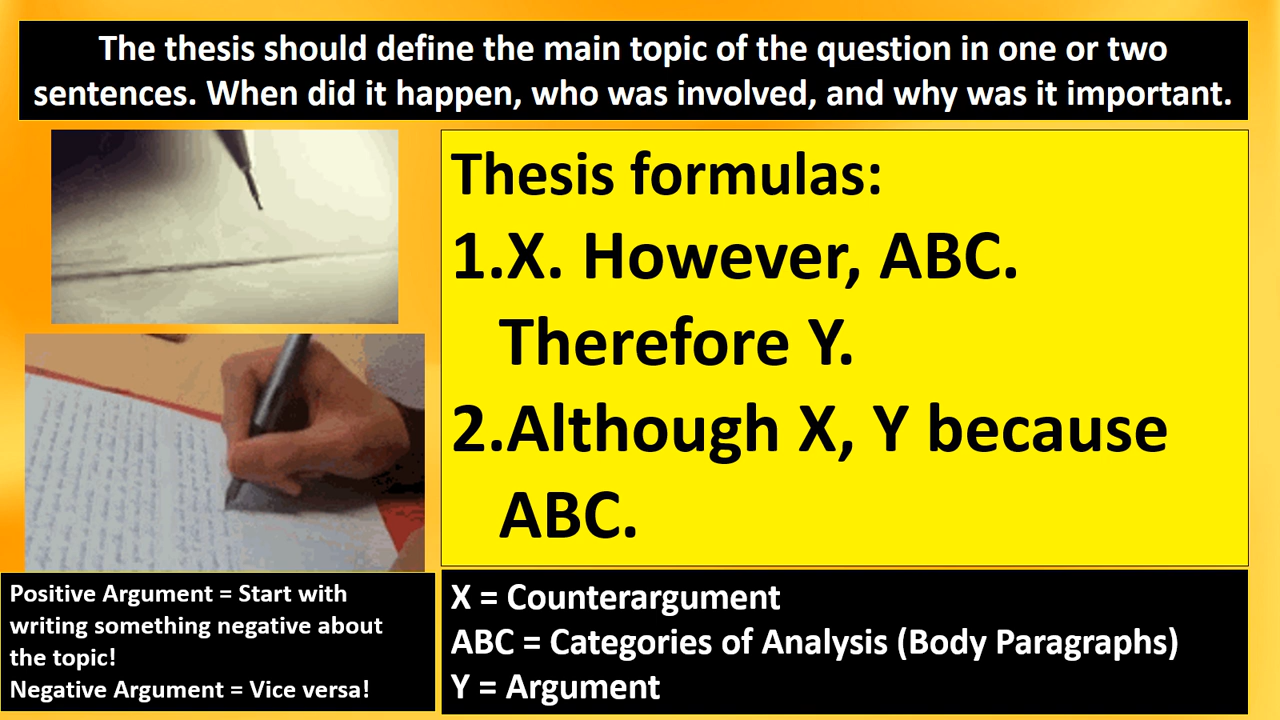 The thesis should define the main topic of the question in one or two
sentences. When did it happen, who was involved, and why was it important.
Thesis formulas:
1.X. However, ABC.
Therefore Y.
2.Although X, Y because
ABC.
Positive Argument = Start with
writing something negative about
the topic!
Negative Argument = Vice versa!
X = Counterargument
ABC = Categories of Analysis (Body Paragraphs)
Y = Argument